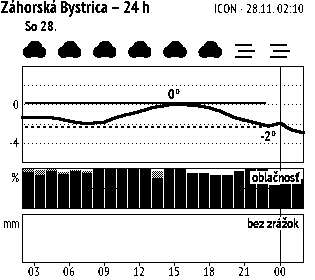 Záhorská Bystrica – 24 h
ICON · 28.11. 02:10
So 28.
0°
0
-2°
-4
%
oblačnosť
mm
bez zrážok
03 06 09 12 15 18 21 00